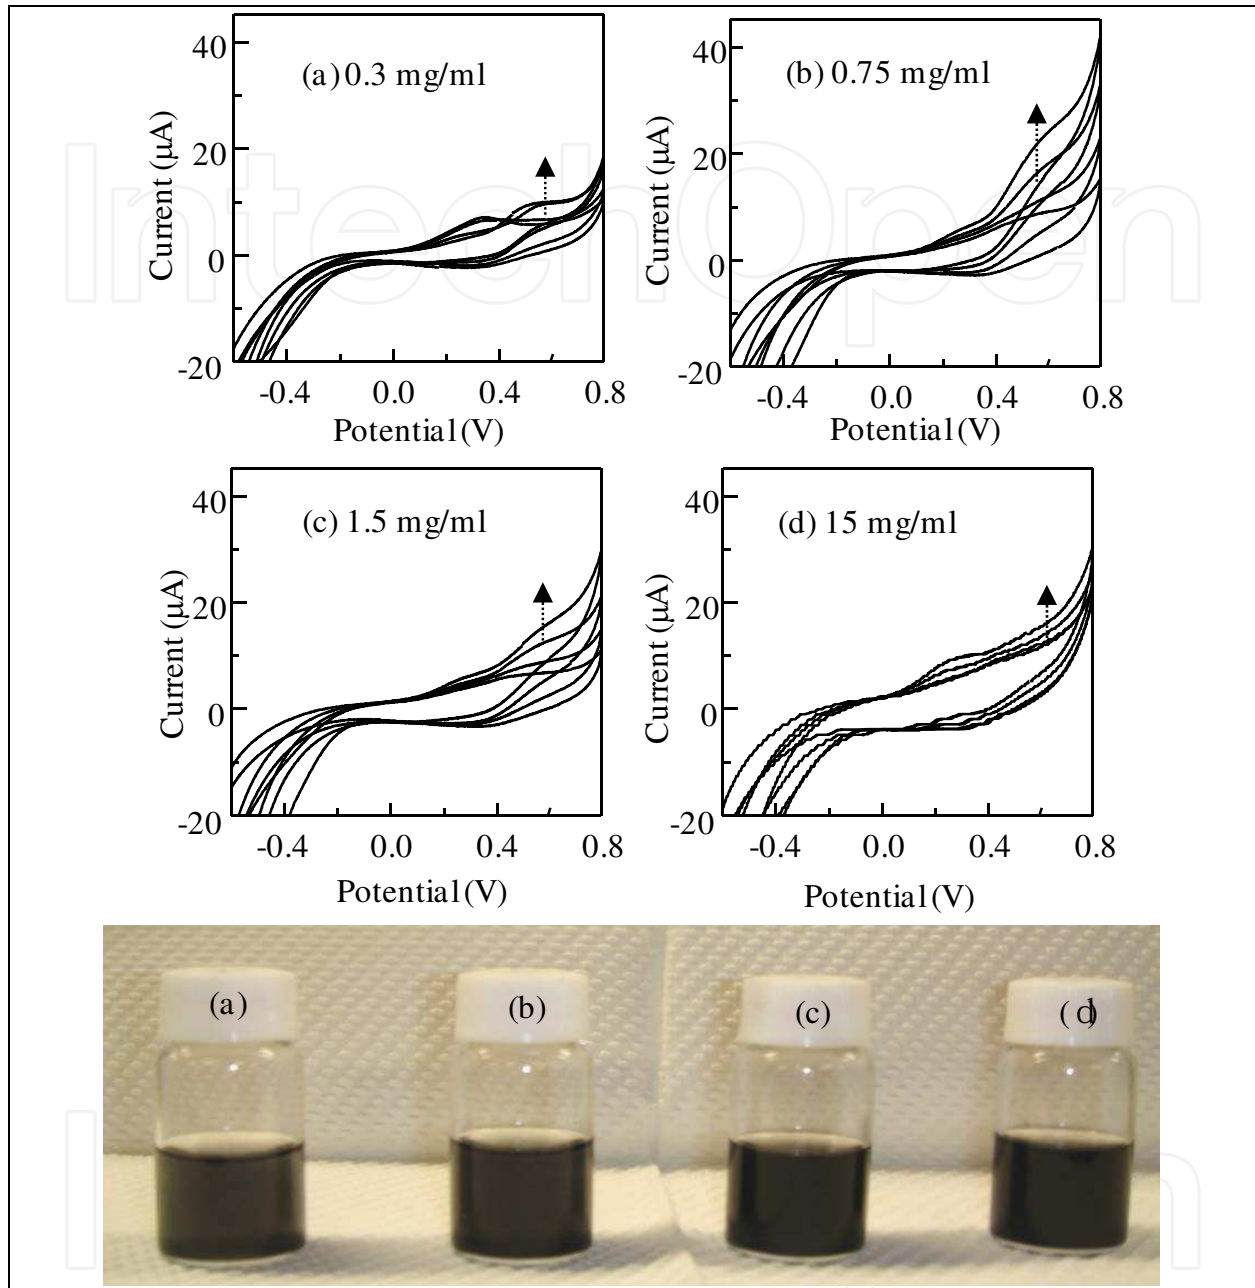 (a) 0.3 mg/ml
40
20
0
-20
Current (µA)
-0.4 0.0 0.4 0.8
Potential (V)
(b) 0.75 mg/ml
40
20
0
-20
Current (µA)
-0.4 0.0 0.4 0.8
Potential (V)
(c) 1.5 mg/ml
40
20
0
-20
Current (µA)
-0.4 0.0 0.4 0.8
Potential (V)
(d) 15 mg/ml
40
20
0
-20
Current (µA)
-0.4 0.0 0.4 0.8
Potential (V)
(a) (b) (c) (d)
IntechOpen